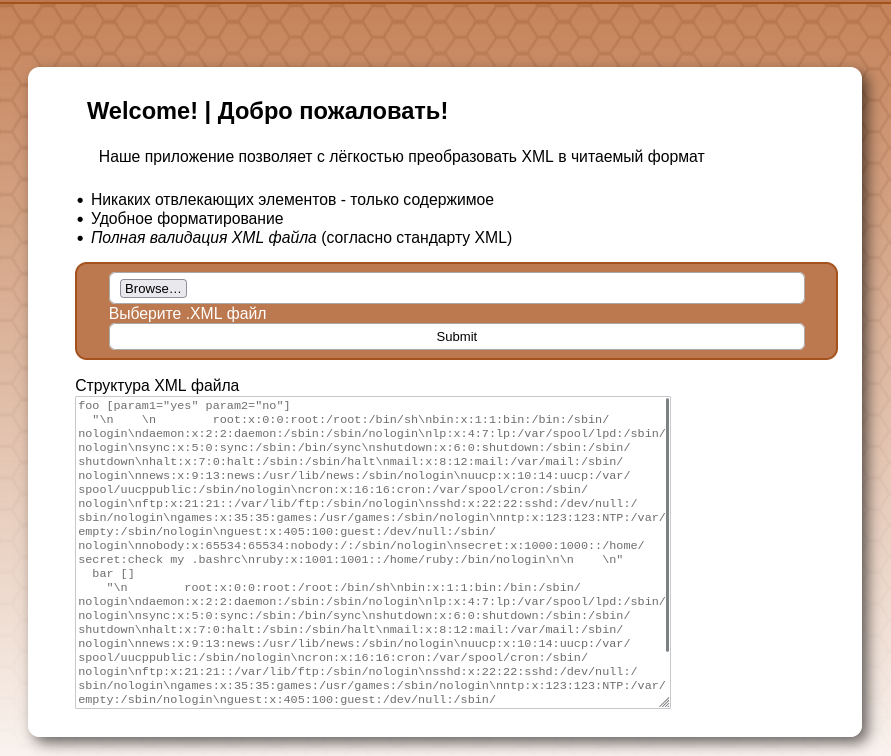 Welcome! | Добро пожаловать!
Наше приложение позволяет с лёгкостью преобразовать XML в читаемый формат
• Никаких отвлекающих элементов - только содержимое
• Удобное форматирование
• Полная валидация XML файла (согласно стандарту XML)
Browse…
Выберите .XML файл
Submit
Структура XML файла
foo [param1="yes" param2="no"]
  "\n    \n        root:x:0:0:root:/root:/bin/sh\nbin:x:1:1:bin:/bin:/sbin/
nologin\ndaemon:x:2:2:daemon:/sbin:/sbin/nologin\nlp:x:4:7:lp:/var/spool/lpd:/sbin/
nologin\nsync:x:5:0:sync:/sbin:/bin/sync\nshutdown:x:6:0:shutdown:/sbin:/sbin/
shutdown\nhalt:x:7:0:halt:/sbin:/sbin/halt\nmail:x:8:12:mail:/var/mail:/sbin/
nologin\nnews:x:9:13:news:/usr/lib/news:/sbin/nologin\nuucp:x:10:14:uucp:/var/
spool/uucppublic:/sbin/nologin\ncron:x:16:16:cron:/var/spool/cron:/sbin/
nologin\nftp:x:21:21::/var/lib/ftp:/sbin/nologin\nsshd:x:22:22:sshd:/dev/null:/
sbin/nologin\ngames:x:35:35:games:/usr/games:/sbin/nologin\nntp:x:123:123:NTP:/var/
empty:/sbin/nologin\nguest:x:405:100:guest:/dev/null:/sbin/
nologin\nnobody:x:65534:65534:nobody:/:/sbin/nologin\nsecret:x:1000:1000::/home/
secret:check my .bashrc\nruby:x:1001:1001::/home/ruby:/bin/nologin\n\n    \n"
  bar []
    "\n        root:x:0:0:root:/root:/bin/sh\nbin:x:1:1:bin:/bin:/sbin/
nologin\ndaemon:x:2:2:daemon:/sbin:/sbin/nologin\nlp:x:4:7:lp:/var/spool/lpd:/sbin/
nologin\nsync:x:5:0:sync:/sbin:/bin/sync\nshutdown:x:6:0:shutdown:/sbin:/sbin/
shutdown\nhalt:x:7:0:halt:/sbin:/sbin/halt\nmail:x:8:12:mail:/var/mail:/sbin/
nologin\nnews:x:9:13:news:/usr/lib/news:/sbin/nologin\nuucp:x:10:14:uucp:/var/
spool/uucppublic:/sbin/nologin\ncron:x:16:16:cron:/var/spool/cron:/sbin/
nologin\nftp:x:21:21::/var/lib/ftp:/sbin/nologin\nsshd:x:22:22:sshd:/dev/null:/
sbin/nologin\ngames:x:35:35:games:/usr/games:/sbin/nologin\nntp:x:123:123:NTP:/var/
empty:/sbin/nologin\nguest:x:405:100:guest:/dev/null:/sbin/